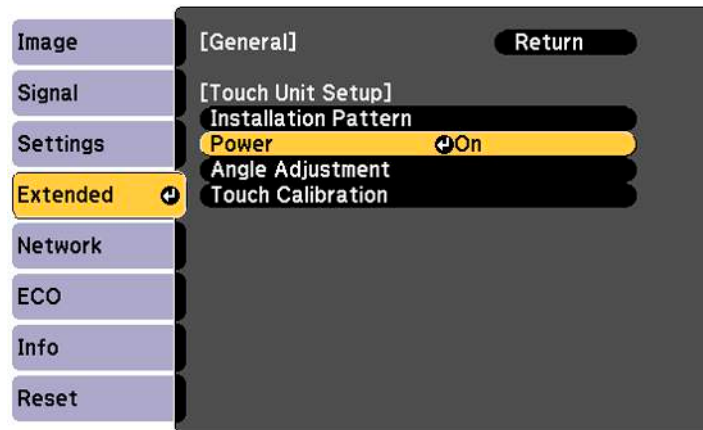 Image
Signal
Settings
Extended
Network
ECO
Info
Reset
[General] Return
[Touch Unit Setup]
Installation Pattern
Power On
Angle Adjustment
Touch Calibration